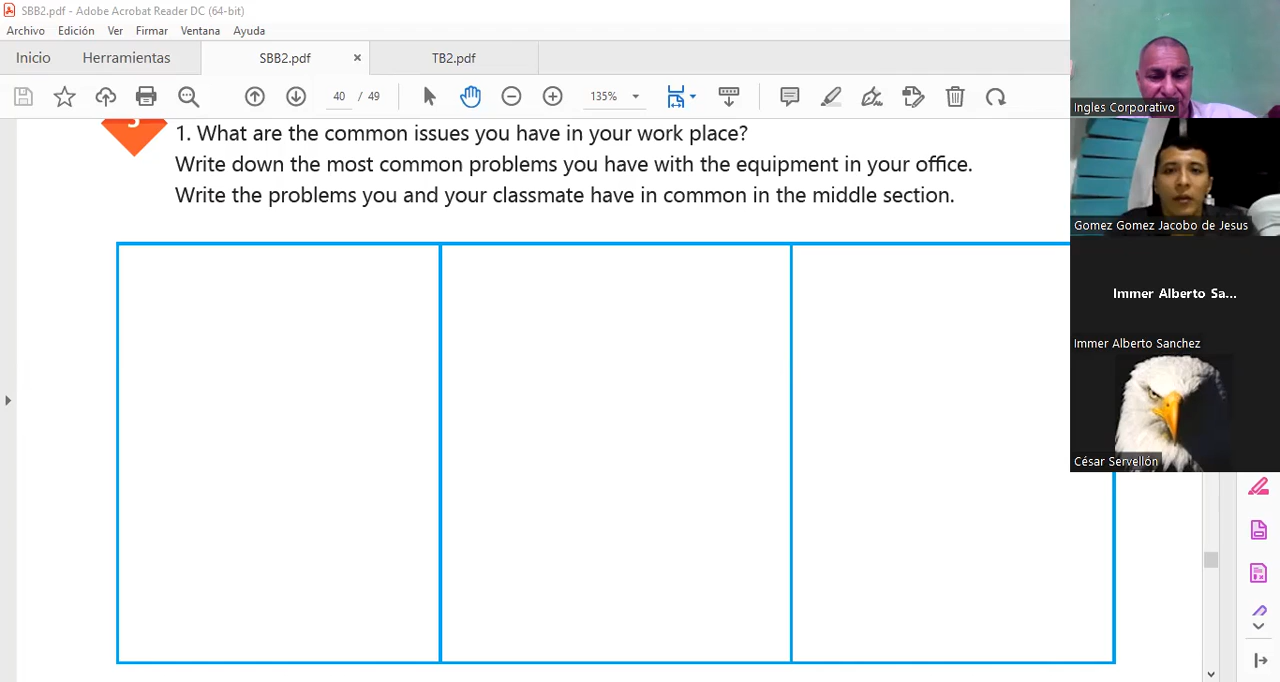 SBB2.pdf - Adobe Acrobat Reader DC (64-bit)
Archivo Edición Ver Firmar Ventana Ayuda
Inicio Herramientas SBB2.pdf × TB2.pdf
40 / 49 135%
1. What are the common issues you have in your work place?
Write down the most common problems you have with the equipment in your office.
Write the problems you and your classmate have in common in the middle section.
Ingles Corporativo
Gomez Gomez Jacobo de Jesus
Immer Alberto Sa...
Immer Alberto Sanchez
César Servellón